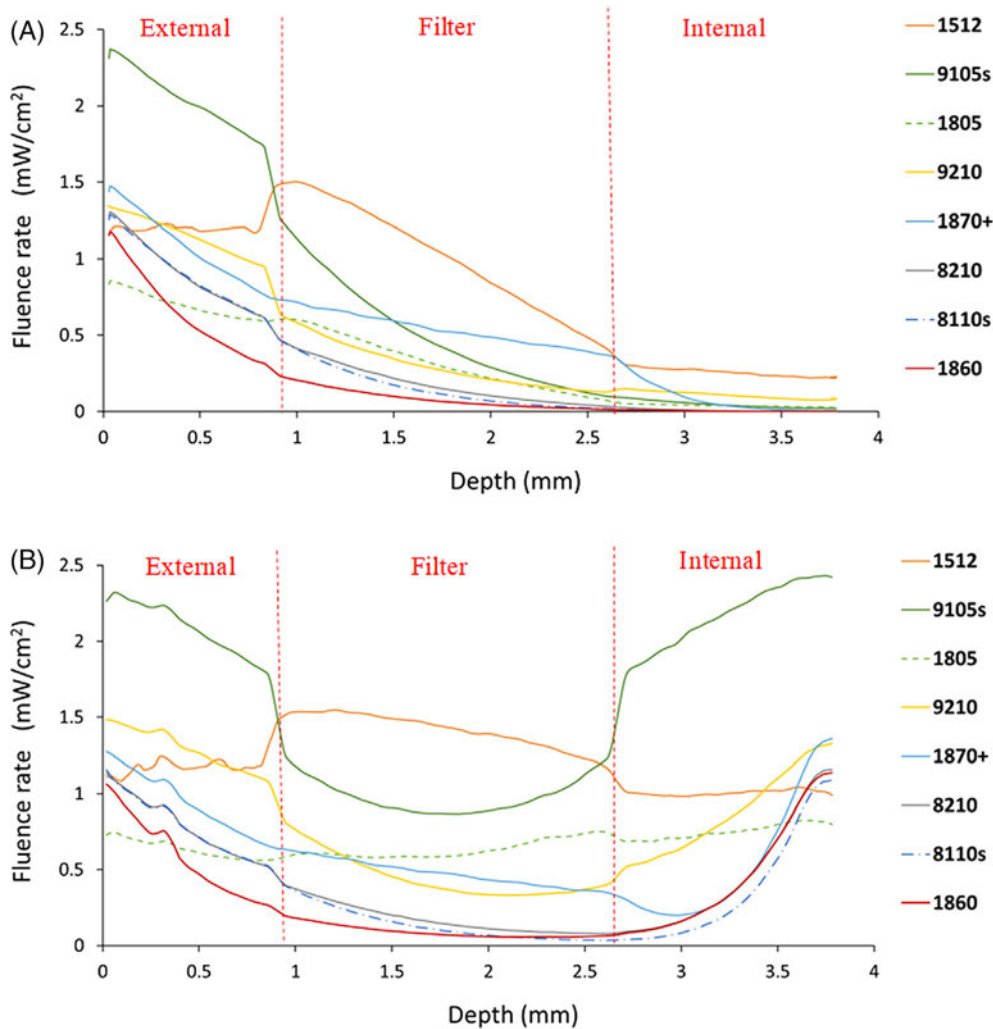 (A)
External Filter Internal
Fluence rate (mW/cm²)
2.5
2
1.5
1
0.5
0
0 0.5 1 1.5 2 2.5 3 3.5 4
Depth (mm)
1512
9105s
1805
9210
1870+
8210
8110s
1860
(B)
External Filter Internal
Fluence rate (mW/cm²)
2.5
2
1.5
1
0.5
0
0 0.5 1 1.5 2 2.5 3 3.5 4
Depth (mm)
1512
9105s
1805
9210
1870+
8210
8110s
1860